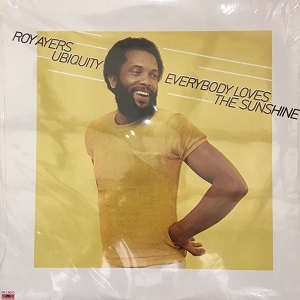 ROY AYERS
UBIQUITY
EVERYBODY LOVES
THE SUNSHINE